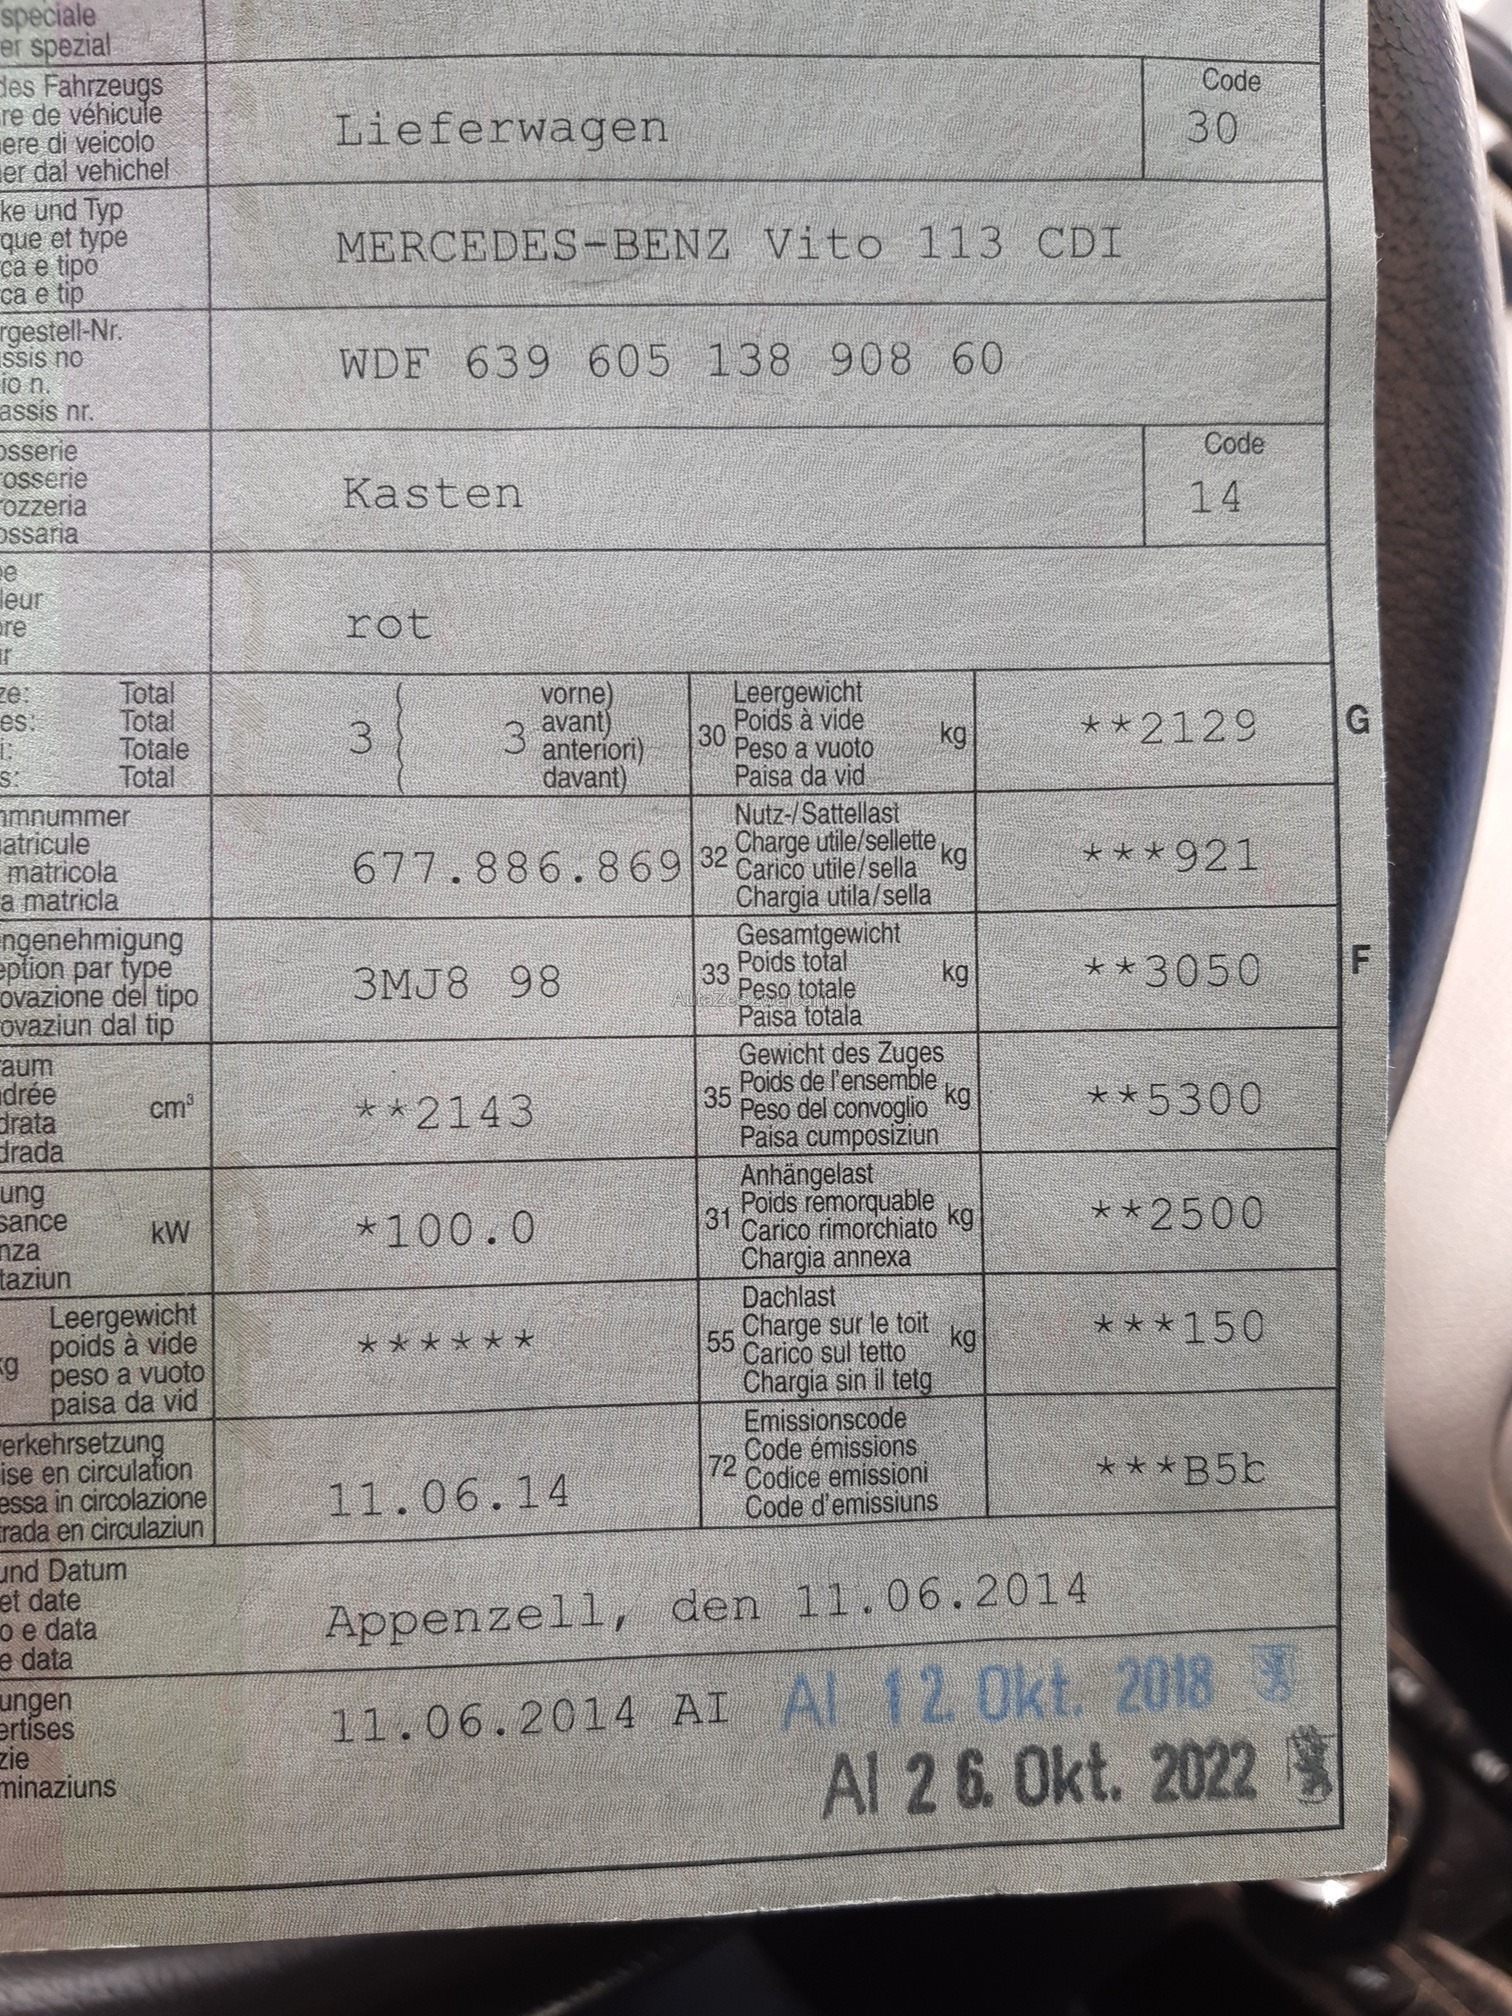 speciale
er spezial
des Fahrzeugs
re de véhicule
ere di veicolo
er dal vehichel
Lieferwagen
Code
30
ke und Typ
que et type
ca e tipo
ca e tip
MERCEDES-BENZ Vito 113 CDI
rgestell-Nr.
ssis no
io n.
assis nr.
WDF 639 605 138 908 60
osserie
rosserie
ozzeria
ossaria
Kasten
Code
14
be
leur
ore
ur
rot
ze: Total
es: Total
i: Totale
s: Total
3 { 3
vorne)
avant)
anteriori)
davant)
30
Leergewicht
Poids à vide
Peso a vuoto
Paisa da vid
kg
**2129
G
mmnummer
atricule
matricola
a matricla
677.886.869
32
Nutz-/Sattellast
Charge utile/sellette
Carico utile/sella
Chargia utila/sella
kg
***921
ngenehmigung
eption par type
ovazione del tipo
ovaziun dal tip
3MJ8 98
33
Gesamtgewicht
Poids total
Peso totale
Paisa totala
kg
**3050
F
aum
drée
drata
drada
cm³
**2143
35
Gewicht des Zuges
Poids de l'ensemble
Peso del convoglio
Paisa cumposiziun
kg
**5300
ung
sance
nza
taziun
kW
*100.0
31
Anhängelast
Poids remorquable
Carico rimorchiato
Chargia annexa
kg
**2500
kg
Leergewicht
poids à vide
peso a vuoto
paisa da vid
******
55
Dachlast
Charge sur le toit
Carico sul tetto
Chargia sin il tetg
kg
***150
verkehrsetzung
ise en circulation
essa in circolazione
trada en circulaziun
11.06.14
72
Emissionscode
Code émissions
Codice emissioni
Code d'emissiuns
***B5b
und Datum
et date
o e data
e data
Appenzell, den 11.06.2014
ungen
ertises
zie
minaziuns
11.06.2014 AI
AI 12 Okt. 2018
AI 26. Okt. 2022